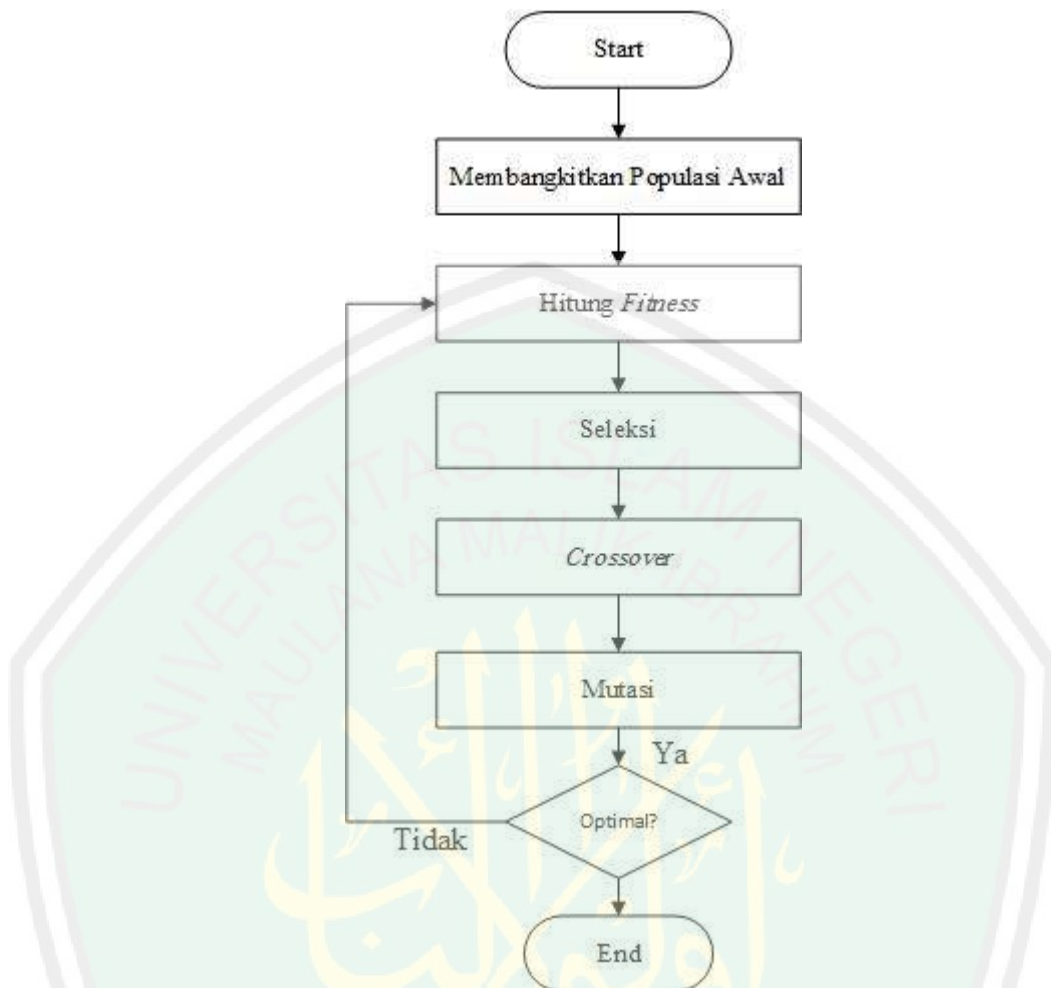 Start
Membangkitkan Populasi Awal
Hitung Fitness
Seleksi
Crossover
Mutasi
Ya
Optimal?
Tidak
End
UNIVERSITAS ISLAM NEGERI
MAULANA MALIK IBRAHIM